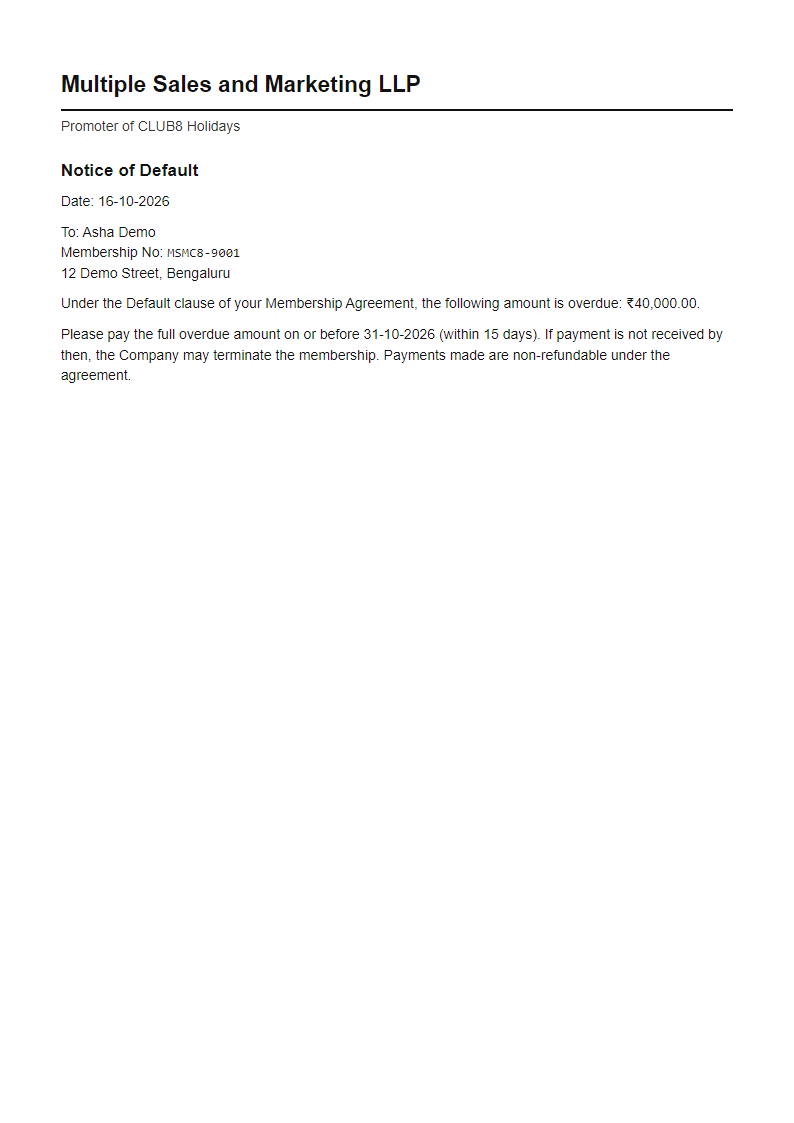 Multiple Sales and Marketing LLP
Promoter of CLUB8 Holidays
Notice of Default
Date: 16-10-2026
To: Asha Demo
Membership No: MSMC8-9001
12 Demo Street, Bengaluru
Under the Default clause of your Membership Agreement, the following amount is overdue: ₹40,000.00.
Please pay the full overdue amount on or before 31-10-2026 (within 15 days). If payment is not received by
then, the Company may terminate the membership. Payments made are non-refundable under the
agreement.